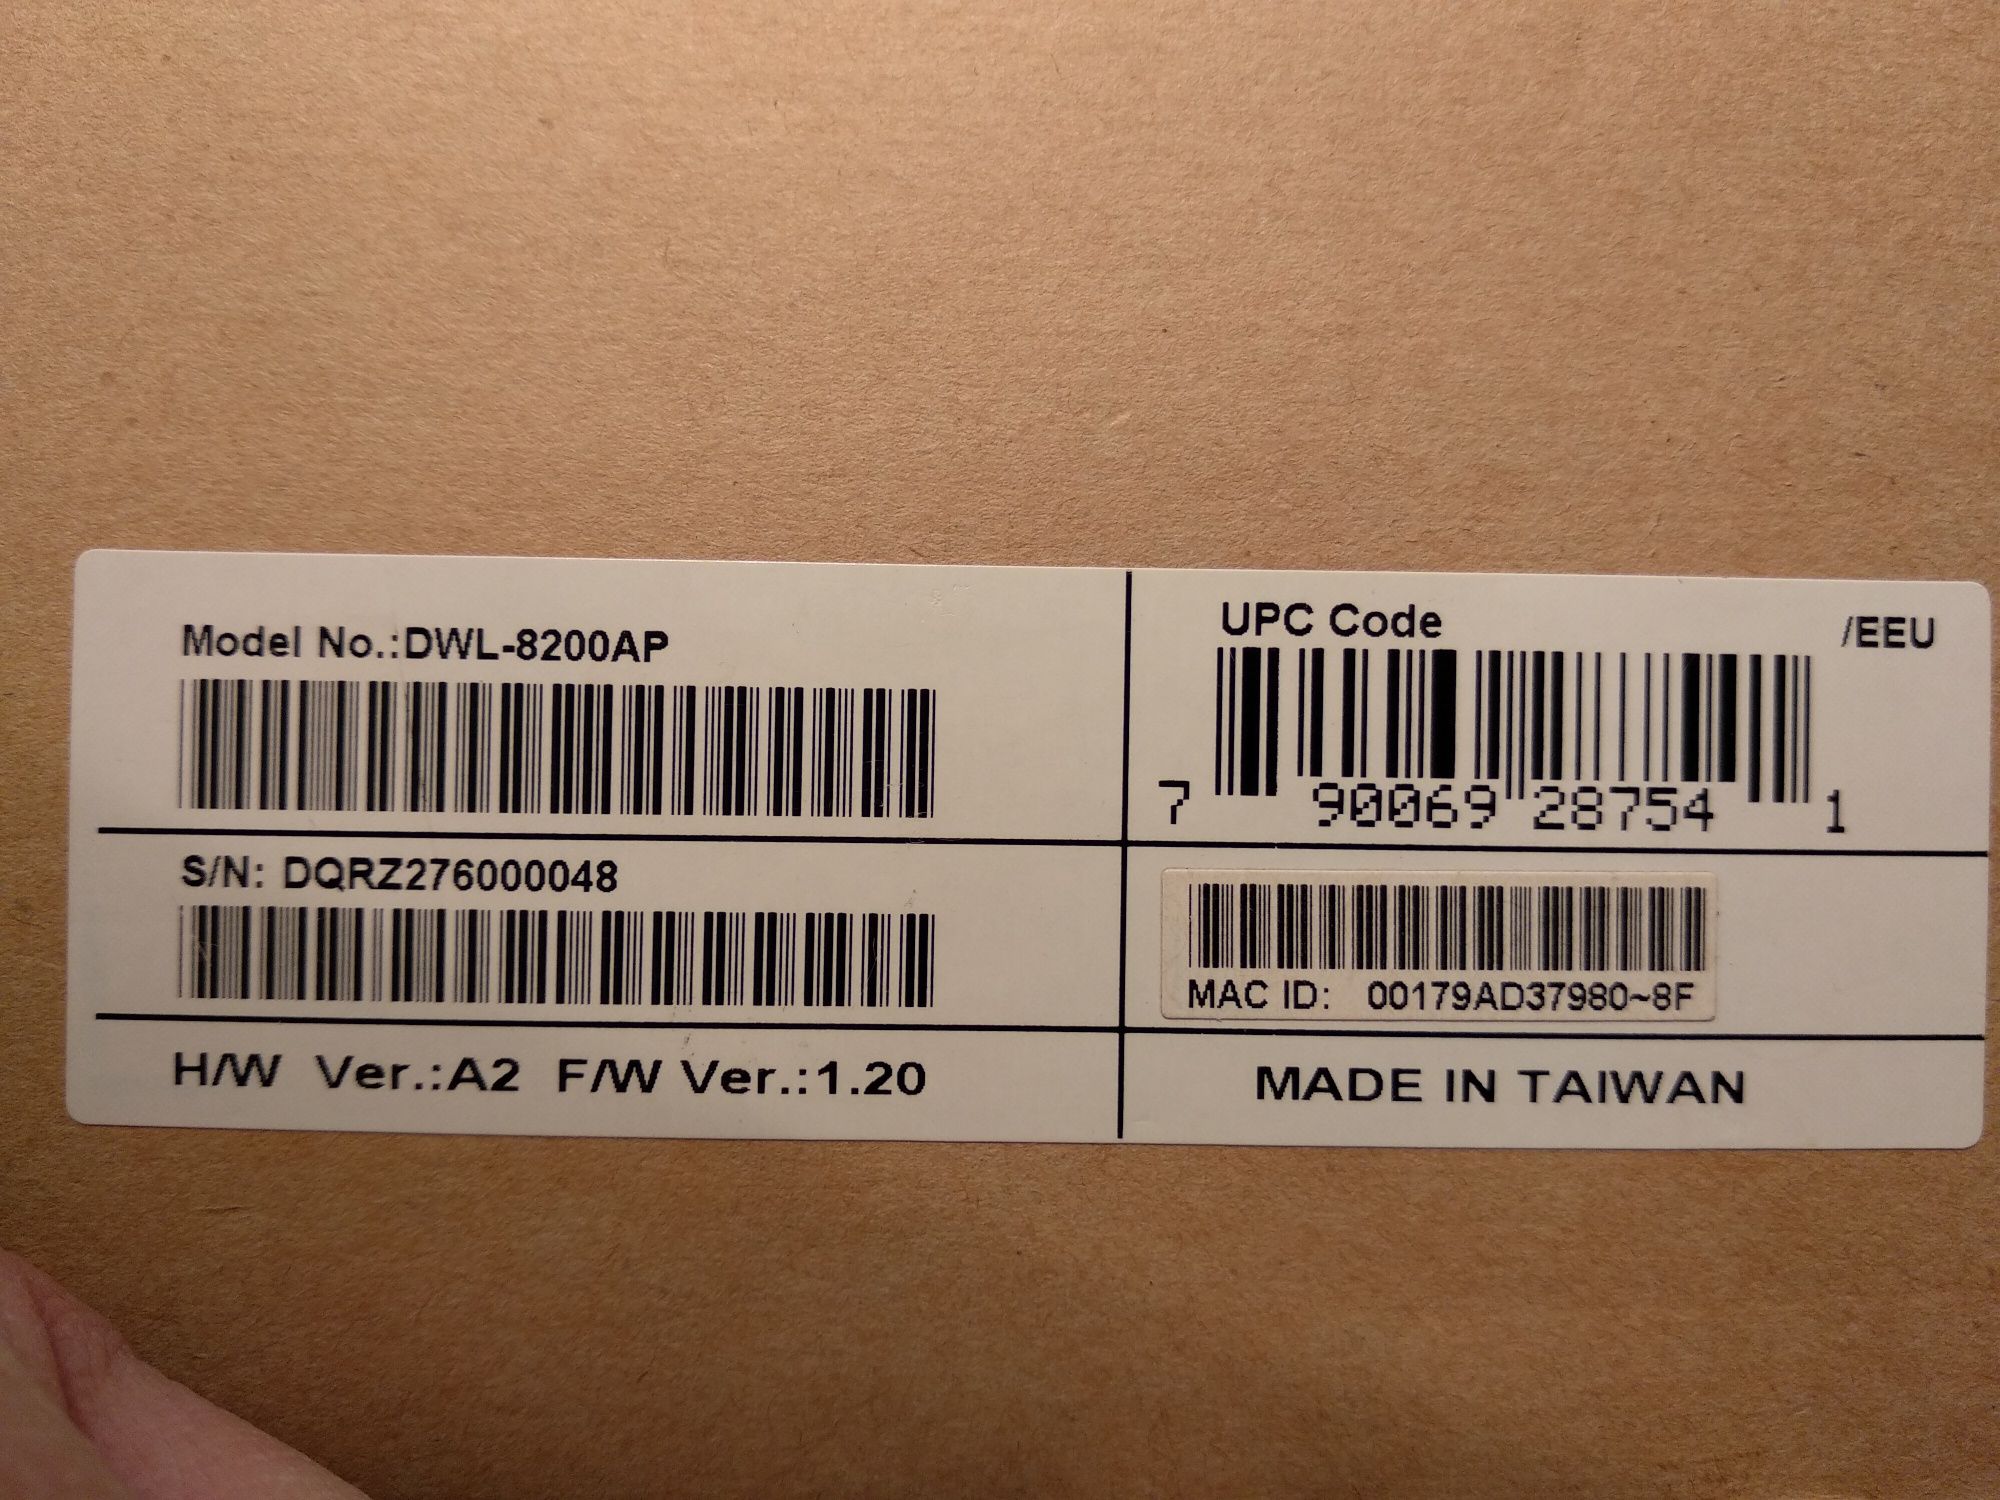 Model No.:DWL-8200AP
S/N: DQRZ276000048
H/W Ver.:A2 F/W Ver.:1.20
UPC Code
/EEU
7 90069 28754 1
MAC ID: 00179AD37980~8F
MADE IN TAIWAN